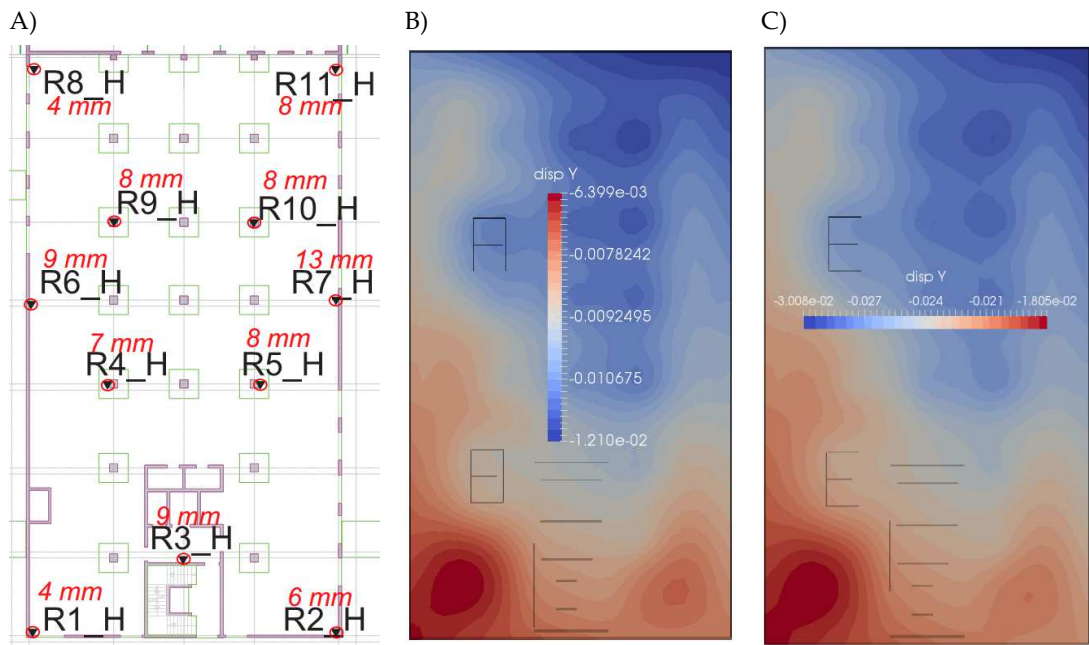 A)
B)
C)
R8_H
R11_H
4 mm
8 mm
8 mm
8 mm
R9_H
R10_H
9 mm
13 mm
R6_H
R7_H
7 mm
8 mm
R4_H
R5_H
9 mm
R3_H
4 mm
6 mm
R1_H
R2_H
disp Y
-6.399e-03
-0.0078242
-0.0092495
-0.010675
-1.210e-02
disp Y
-3.008e-02
-0.027
-0.024
-0.021
-1.805e-02